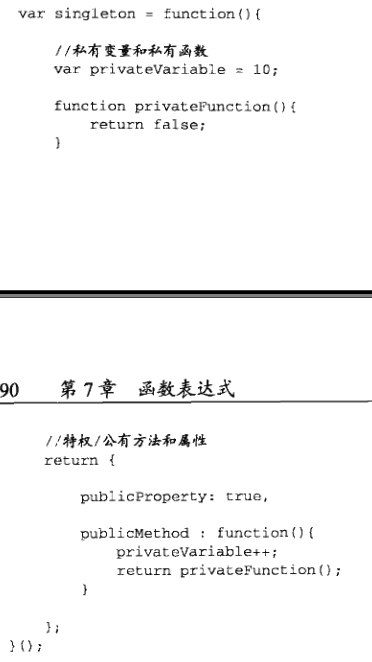 var singleton = function(){
//私有变量和私有函数
var privateVariable = 10;
function privateFunction(){
return false;
}
90 第 7 章 函数表达式
//特权/公有方法和属性
return {
publicProperty: true,
publicMethod : function(){
privateVariable++;
return privateFunction();
}
};
}();